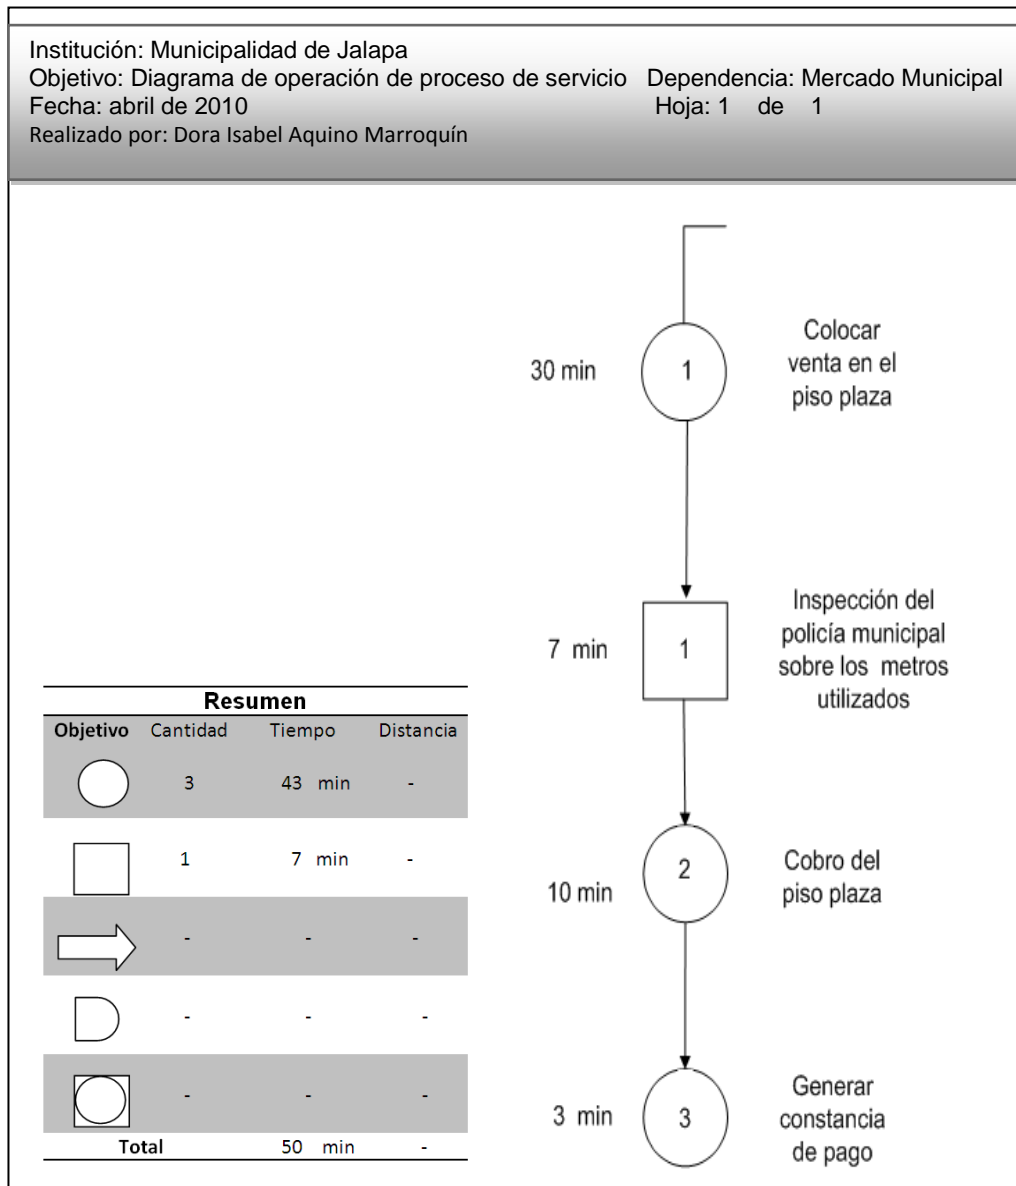 Institución: Municipalidad de Jalapa
Objetivo: Diagrama de operación de proceso de servicio Dependencia: Mercado Municipal
Fecha: abril de 2010 Hoja: 1 de 1
Realizado por: Dora Isabel Aquino Marroquín
30 min
1
Colocar
venta en el
piso plaza
7 min
1
Inspección del
policía municipal
sobre los metros
utilizados
10 min
2
Cobro del
piso plaza
3 min
3
Generar
constancia
de pago
Resumen
Objetivo Cantidad Tiempo Distancia
3 43 min -
1 7 min -
- - -
- - -
- - -
Total 50 min -